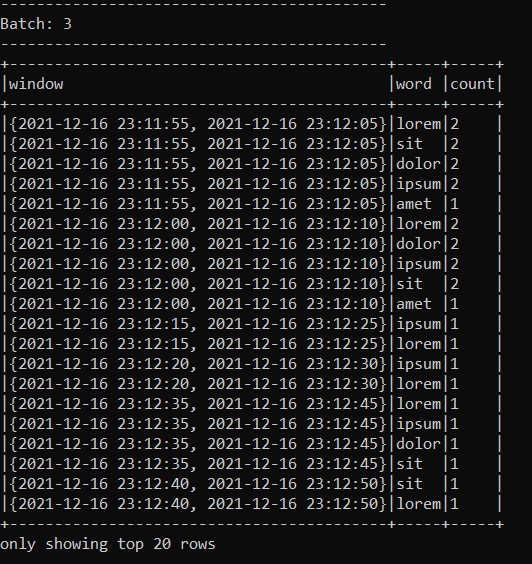 -------------------------------------------
Batch: 3
-------------------------------------------
+------------------------------------------+-----+-----+
|window                                    |word |count|
+------------------------------------------+-----+-----+
|{2021-12-16 23:11:55, 2021-12-16 23:12:05}|lorem|2    |
|{2021-12-16 23:11:55, 2021-12-16 23:12:05}|sit  |2    |
|{2021-12-16 23:11:55, 2021-12-16 23:12:05}|dolor|2    |
|{2021-12-16 23:11:55, 2021-12-16 23:12:05}|ipsum|2    |
|{2021-12-16 23:11:55, 2021-12-16 23:12:05}|amet |1    |
|{2021-12-16 23:12:00, 2021-12-16 23:12:10}|lorem|2    |
|{2021-12-16 23:12:00, 2021-12-16 23:12:10}|dolor|2    |
|{2021-12-16 23:12:00, 2021-12-16 23:12:10}|ipsum|2    |
|{2021-12-16 23:12:00, 2021-12-16 23:12:10}|sit  |2    |
|{2021-12-16 23:12:00, 2021-12-16 23:12:10}|amet |1    |
|{2021-12-16 23:12:15, 2021-12-16 23:12:25}|ipsum|1    |
|{2021-12-16 23:12:15, 2021-12-16 23:12:25}|lorem|1    |
|{2021-12-16 23:12:20, 2021-12-16 23:12:30}|ipsum|1    |
|{2021-12-16 23:12:20, 2021-12-16 23:12:30}|lorem|1    |
|{2021-12-16 23:12:35, 2021-12-16 23:12:45}|lorem|1    |
|{2021-12-16 23:12:35, 2021-12-16 23:12:45}|ipsum|1    |
|{2021-12-16 23:12:35, 2021-12-16 23:12:45}|dolor|1    |
|{2021-12-16 23:12:35, 2021-12-16 23:12:45}|sit  |1    |
|{2021-12-16 23:12:40, 2021-12-16 23:12:50}|sit  |1    |
|{2021-12-16 23:12:40, 2021-12-16 23:12:50}|lorem|1    |
+------------------------------------------+-----+-----+
only showing top 20 rows